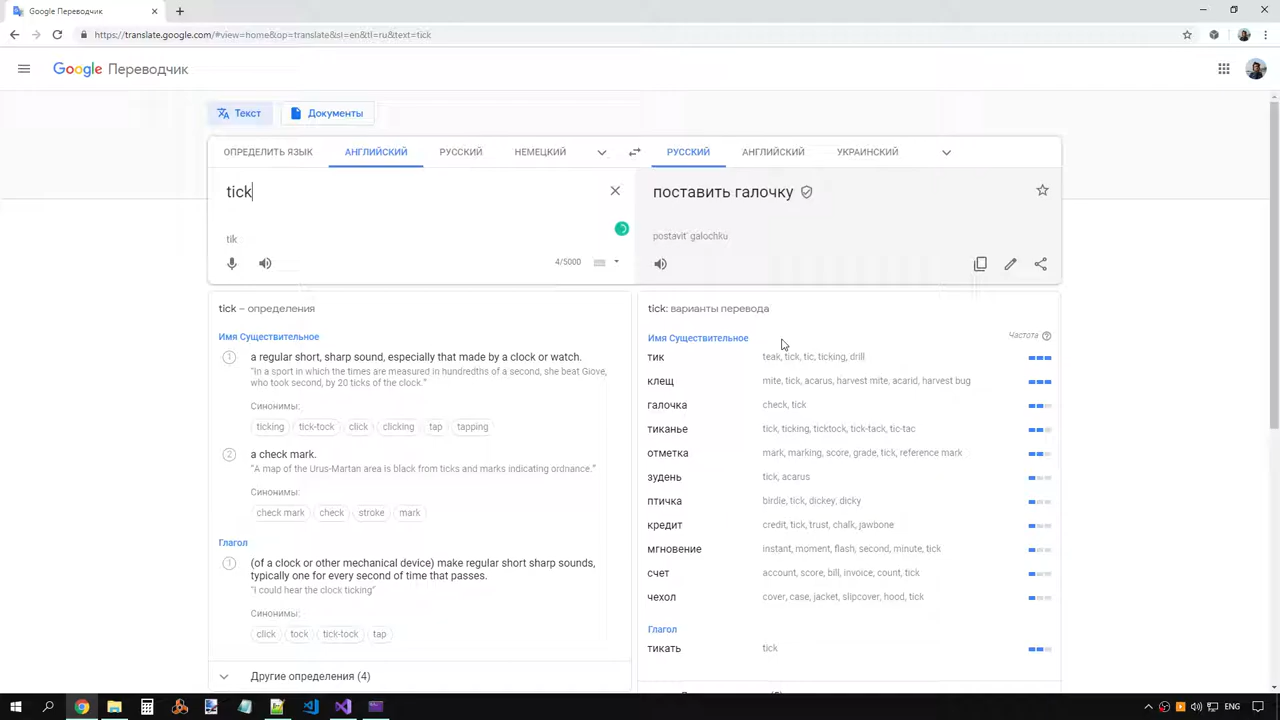 Google Переводчик
https://translate.google.com/#view=home&op=translate&sl=en&tl=ru&text=tick
Google Переводчик
Текст
Документы
ОПРЕДЕЛИТЬ ЯЗЫК АНГЛИЙСКИЙ РУССКИЙ НЕМЕЦКИЙ
РУССКИЙ АНГЛИЙСКИЙ УКРАИНСКИЙ
tick
tik
4/5000
поставить галочку
postavit' galochku
tick – определения
Имя Существительное
1 a regular short, sharp sound, especially that made by a clock or watch.
"In a sport in which the times are measured in hundredths of a second, she beat Giove,
who took second, by 20 ticks of the clock."
Синонимы:
ticking tick-tock click clicking tap tapping
2 a check mark.
"A map of the Urus-Martan area is black from ticks and marks indicating ordnance."
Синонимы:
check mark check stroke mark
Глагол
1 (of a clock or other mechanical device) make regular short sharp sounds,
typically one for every second of time that passes.
"I could hear the clock ticking"
Синонимы:
click tock tick-tock tap
Другие определения (4)
tick: варианты перевода
Имя Существительное Частота
тик teak, tick, tic, ticking, drill
клещ mite, tick, acarus, harvest mite, acarid, harvest bug
галочка check, tick
тиканье tick, ticking, ticktock, tick-tack, tic-tac
отметка mark, marking, score, grade, tick, reference mark
зудень tick, acarus
птичка birdie, tick, dickey, dicky
кредит credit, tick, trust, chalk, jawbone
мгновение instant, moment, flash, second, minute, tick
счет account, score, bill, invoice, count, tick
чехол cover, case, jacket, slipcover, hood, tick
Глагол
тикать tick
ENG